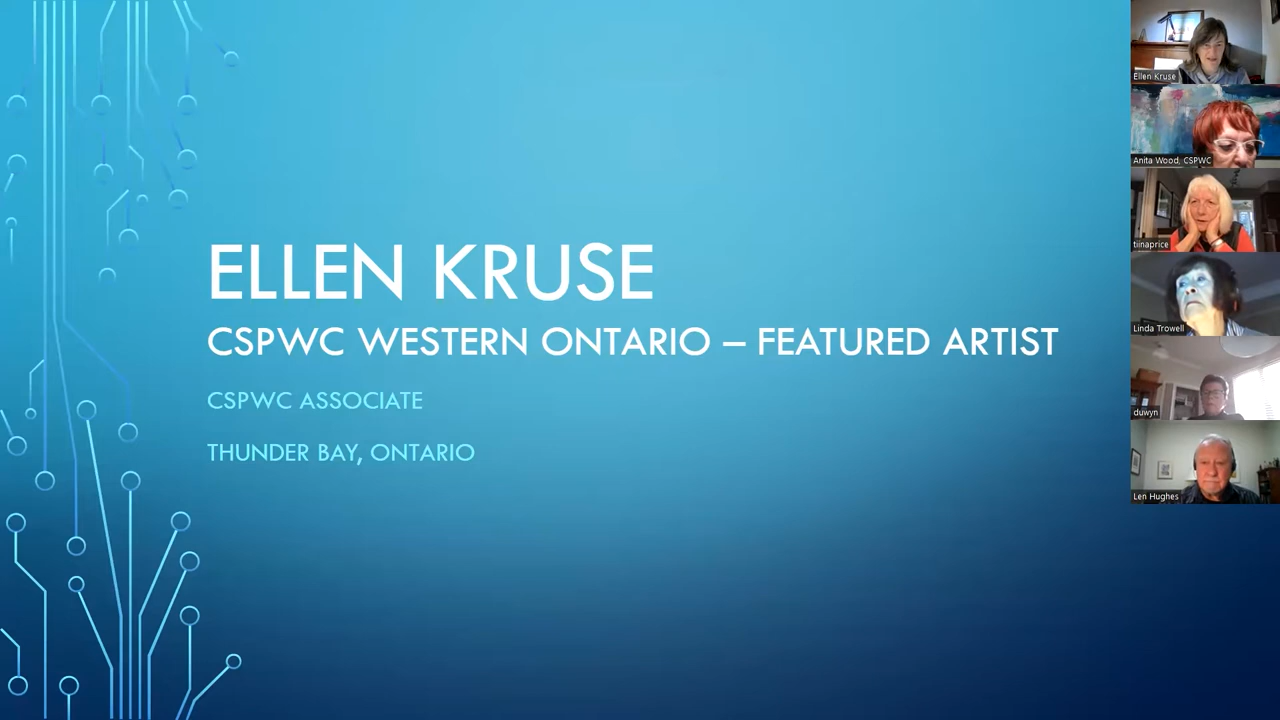 ELLEN KRUSE
CSPWC WESTERN ONTARIO – FEATURED ARTIST
CSPWC ASSOCIATE
THUNDER BAY, ONTARIO
Ellen Kruse
Anita Wood, CSPWC
tiinaprice
Linda Trowell
duwyn
Len Hughes